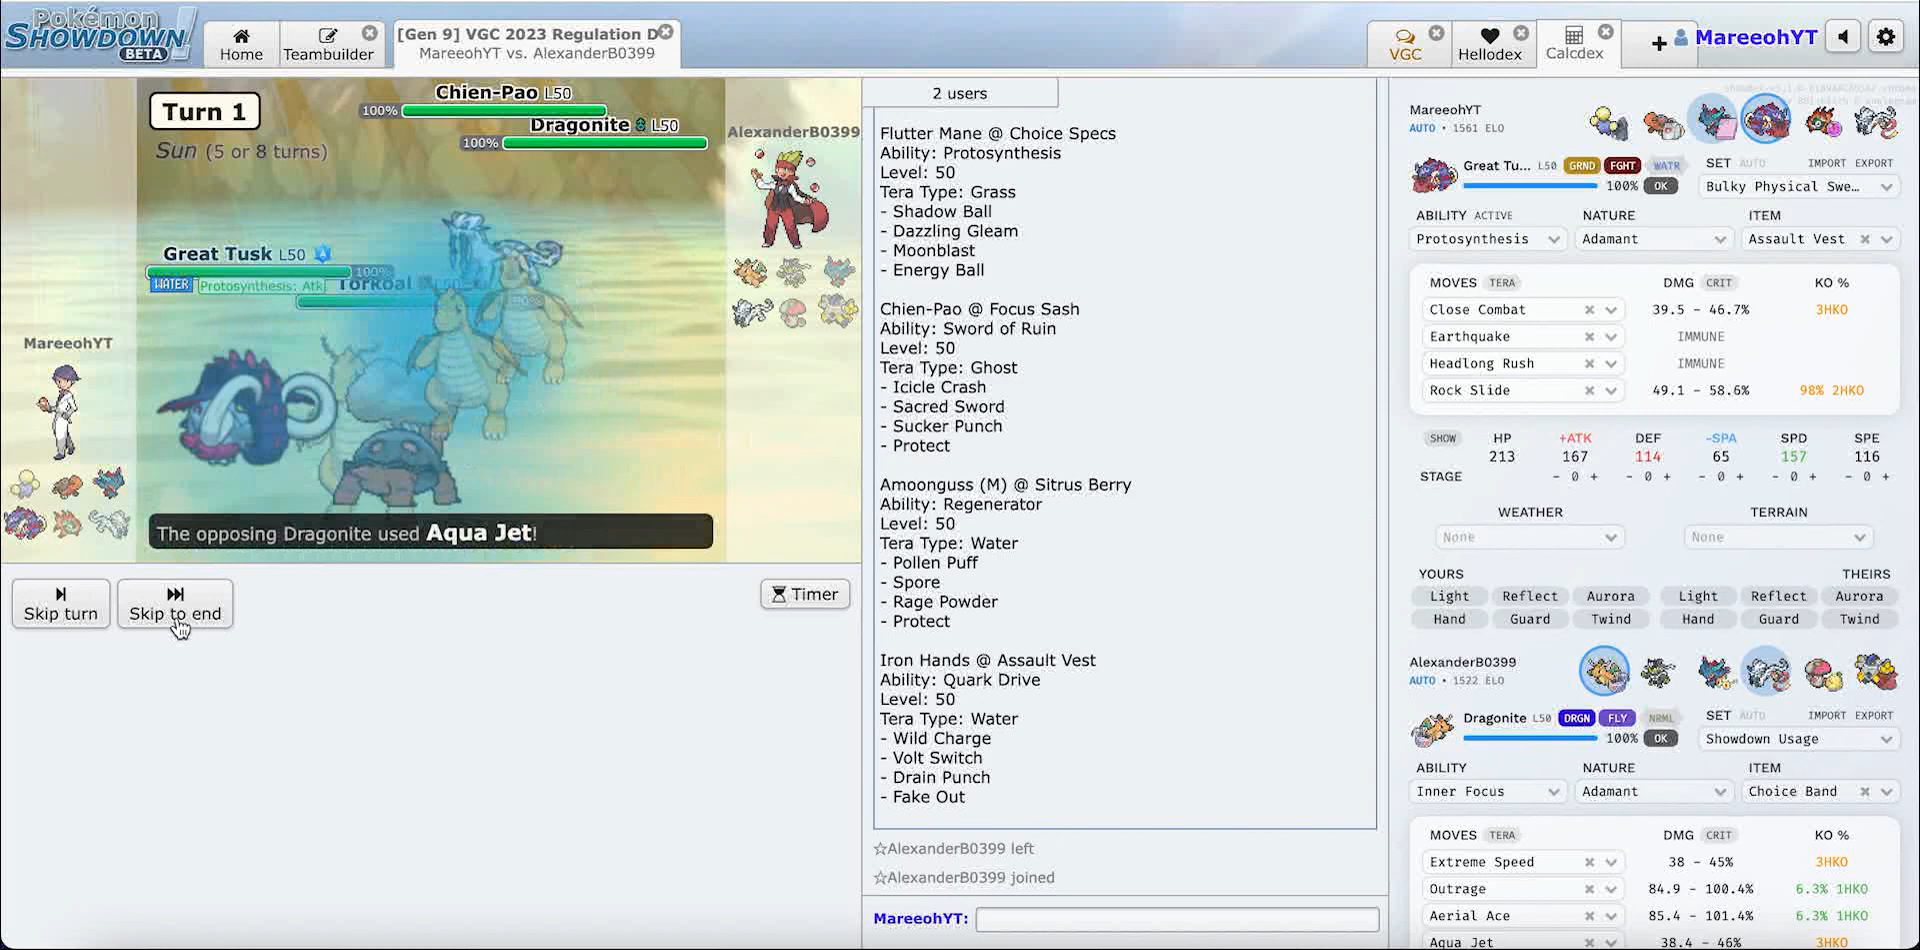 Pokémon
SHOWDOWN!
BETA
Home
Teambuilder
[Gen 9] VGC 2023 Regulation D
MareeohYT vs. AlexanderB0399
VGC
Hellodex
Calcdex
MareeohYT
Turn 1
Sun (5 or 8 turns)
Chien-Pao L50
100%
Dragonite L50
100%
AlexanderB0399
Great Tusk L50
100%
WATER
Protosynthesis: Atk
Torkoal
MareeohYT
The opposing Dragonite used Aqua Jet!
Skip turn
Skip to end
Timer
2 users
Flutter Mane @ Choice Specs
Ability: Protosynthesis
Level: 50
Tera Type: Grass
- Shadow Ball
- Dazzling Gleam
- Moonblast
- Energy Ball
Chien-Pao @ Focus Sash
Ability: Sword of Ruin
Level: 50
Tera Type: Ghost
- Icicle Crash
- Sacred Sword
- Sucker Punch
- Protect
Amoonguss (M) @ Sitrus Berry
Ability: Regenerator
Level: 50
Tera Type: Water
- Pollen Puff
- Spore
- Rage Powder
- Protect
Iron Hands @ Assault Vest
Ability: Quark Drive
Level: 50
Tera Type: Water
- Wild Charge
- Volt Switch
- Drain Punch
- Fake Out
☆AlexanderB0399 left
☆AlexanderB0399 joined
MareeohYT:
MareeohYT
AUTO • 1561 ELO
Great Tu... L50 GRND FGHT WATR
100% OK
SET AUTO IMPORT EXPORT
Bulky Physical Swe...
ABILITY ACTIVE NATURE ITEM
Protosynthesis Adamant Assault Vest
MOVES TERA DMG CRIT KO %
Close Combat 39.5 - 46.7% 3HKO
Earthquake IMMUNE
Headlong Rush IMMUNE
Rock Slide 49.1 - 58.6% 98% 2HKO
SHOW HP +ATK DEF -SPA SPD SPE
213 167 114 65 157 116
STAGE - 0 + - 0 + - 0 + - 0 + - 0 +
WEATHER TERRAIN
None None
YOURS THEIRS
Light Reflect Aurora Light Reflect Aurora
Hand Guard Twind Hand Guard Twind
AlexanderB0399
AUTO • 1522 ELO
Dragonite L50 DRGN FLY NRML
100% OK
SET AUTO IMPORT EXPORT
Showdown Usage
ABILITY NATURE ITEM
Inner Focus Adamant Choice Band
MOVES TERA DMG CRIT KO %
Extreme Speed 38 - 45% 3HKO
Outrage 84.9 - 100.4% 6.3% 1HKO
Aerial Ace 85.4 - 101.4% 6.3% 1HKO
Aqua Jet 38.4 - 46% 3HKO